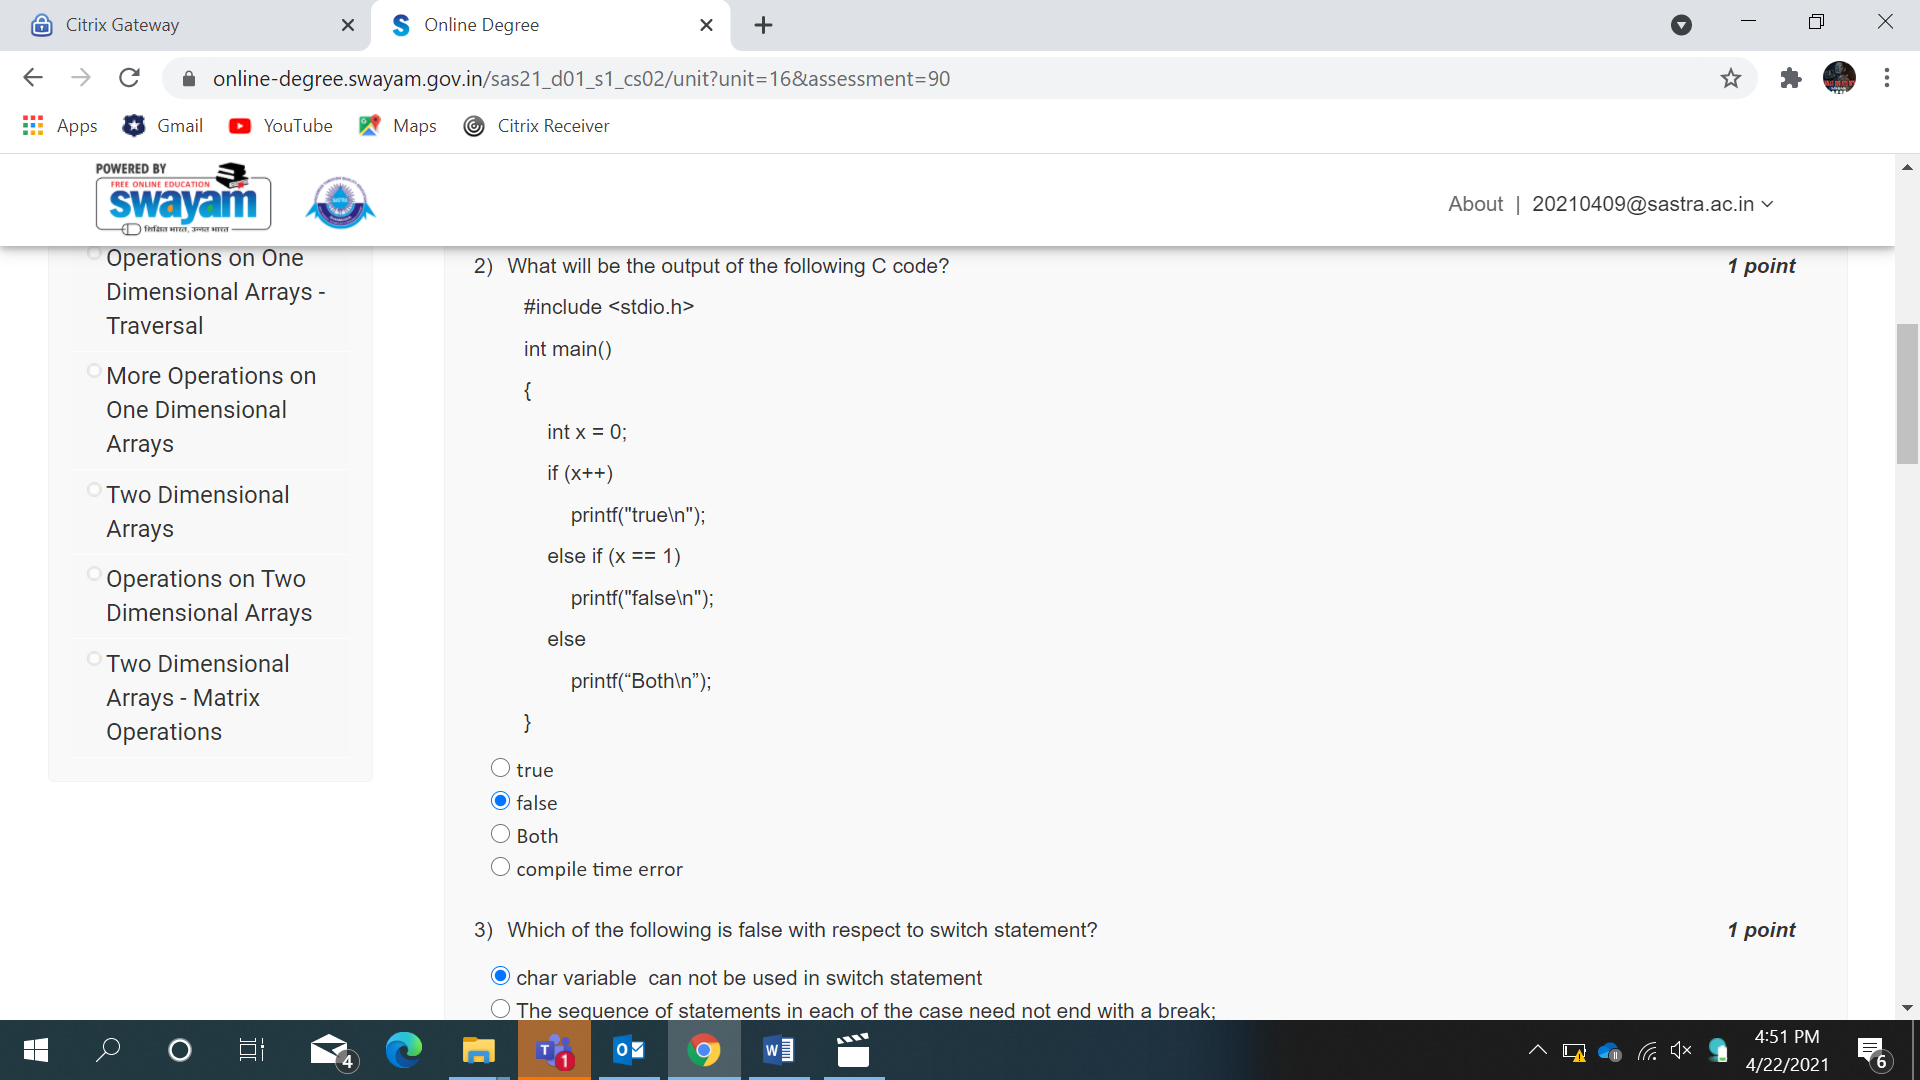 Citrix Gateway
Online Degree
online-degree.swayam.gov.in/sas21_d01_s1_cs02/unit?unit=16&assessment=90
Apps
Gmail
YouTube
Maps
Citrix Receiver
POWERED BY
FREE ONLINE EDUCATION
swayam
शिक्षित भारत, उन्नत भारत
About | 20210409@sastra.ac.in
Operations on One
Dimensional Arrays -
Traversal
More Operations on
One Dimensional
Arrays
Two Dimensional
Arrays
Operations on Two
Dimensional Arrays
Two Dimensional
Arrays - Matrix
Operations
2) What will be the output of the following C code?
1 point
#include <stdio.h>
int main()
{
int x = 0;
if (x++)
printf("true\n");
else if (x == 1)
printf("false\n");
else
printf(“Both\n”);
}
true
false
Both
compile time error
3) Which of the following is false with respect to switch statement?
1 point
char variable can not be used in switch statement
The sequence of statements in each of the case need not end with a break;
4
1
4:51 PM
4/22/2021
6